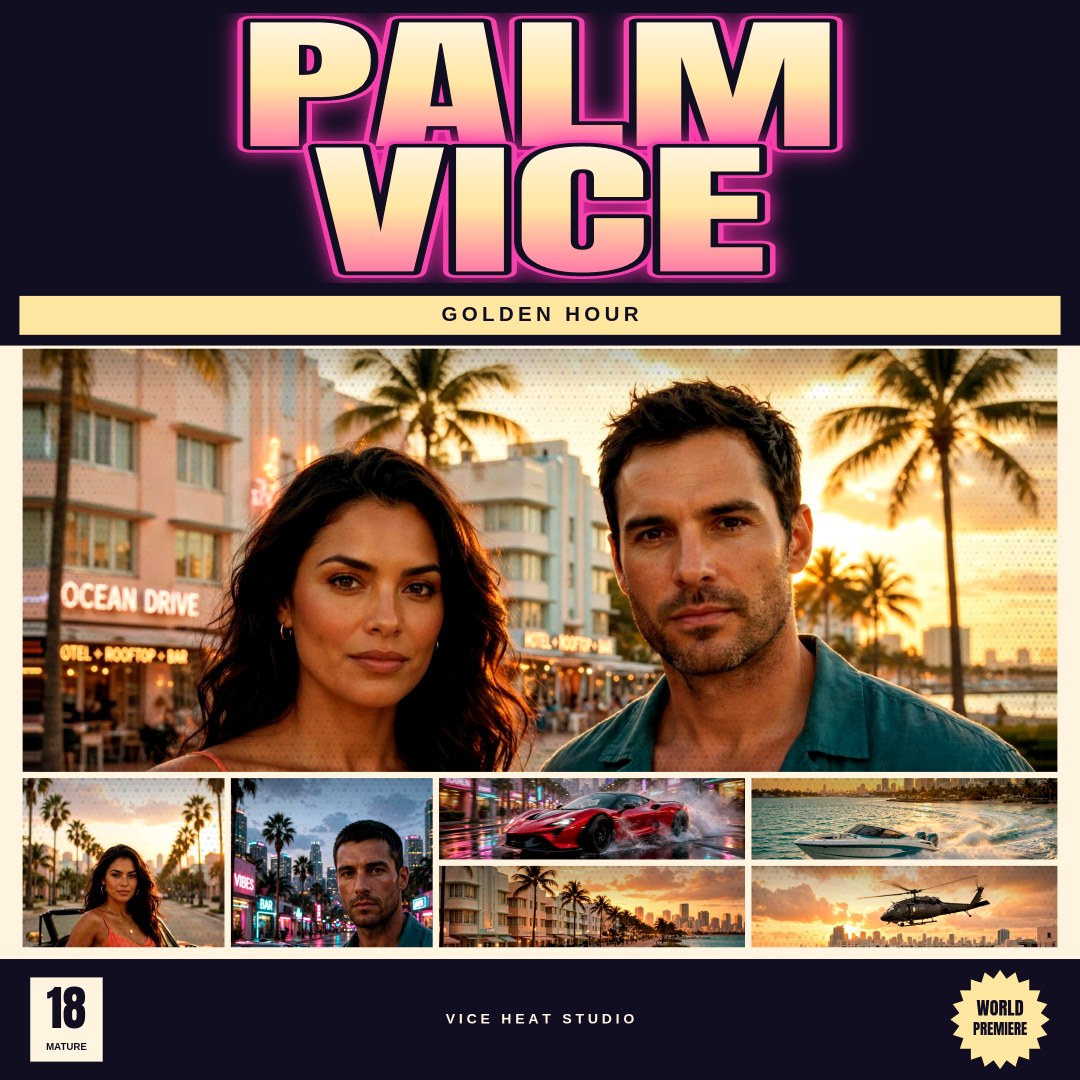 PALM
VICE
GOLDEN HOUR
OCEAN DRIVE
OTEL + ROOFTOP + BAR
HOTEL + ROOFTOP + BAR
VIBES
BAR
18
MATURE
VICE HEAT STUDIO
WORLD
PREMIERE